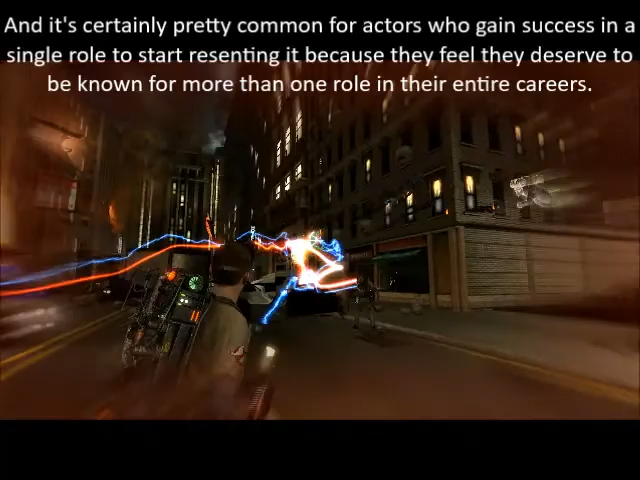 And it's certainly pretty common for actors who gain success in a
single role to start resenting it because they feel they deserve to
be known for more than one role in their entire careers.